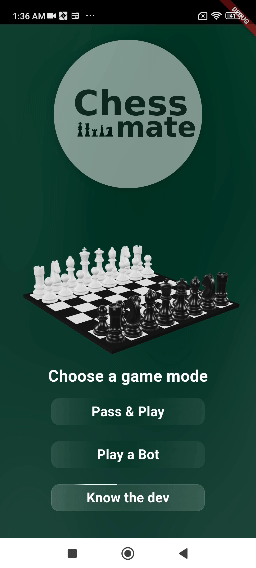 1:36 AM
DEBUG
Chess
mate
Choose a game mode
Pass & Play
Play a Bot
Know the dev